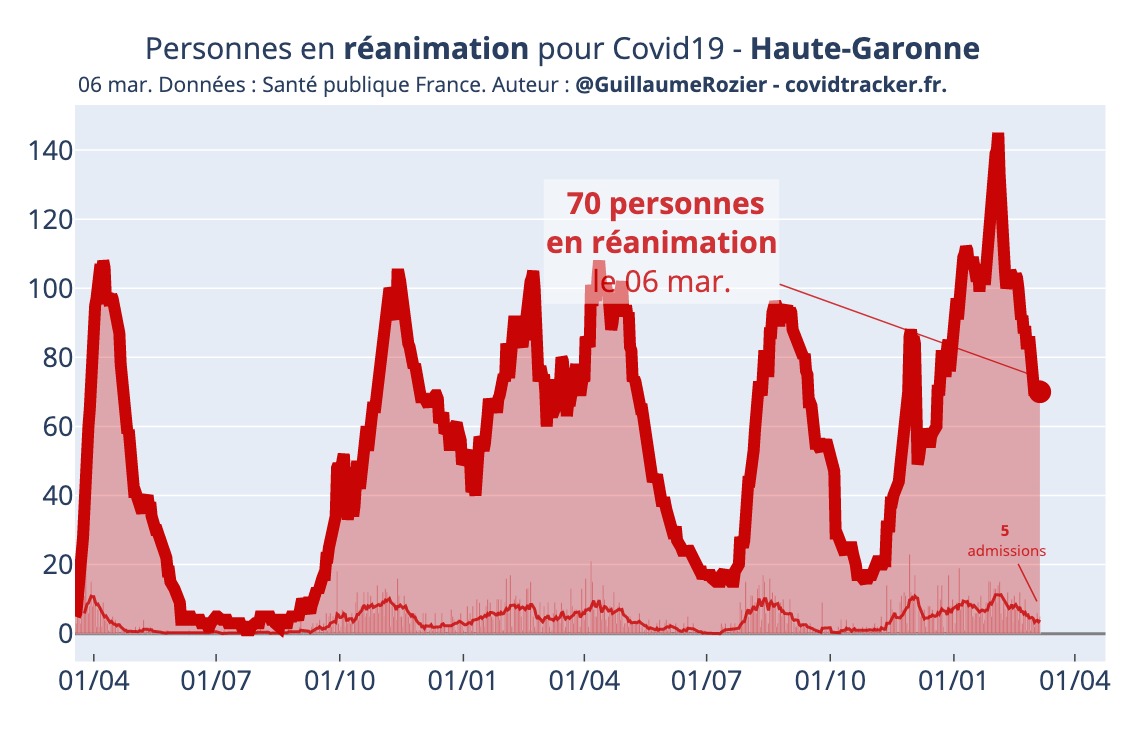 Personnes en réanimation pour Covid19 - Haute-Garonne
06 mar. Données : Santé publique France. Auteur : @GuillaumeRozier - covidtracker.fr.
140
120
100
80
60
40
20
0
70 personnes
en réanimation
le 06 mar.
5
admissions
01/04 01/07 01/10 01/01 01/04 01/07 01/10 01/01 01/04